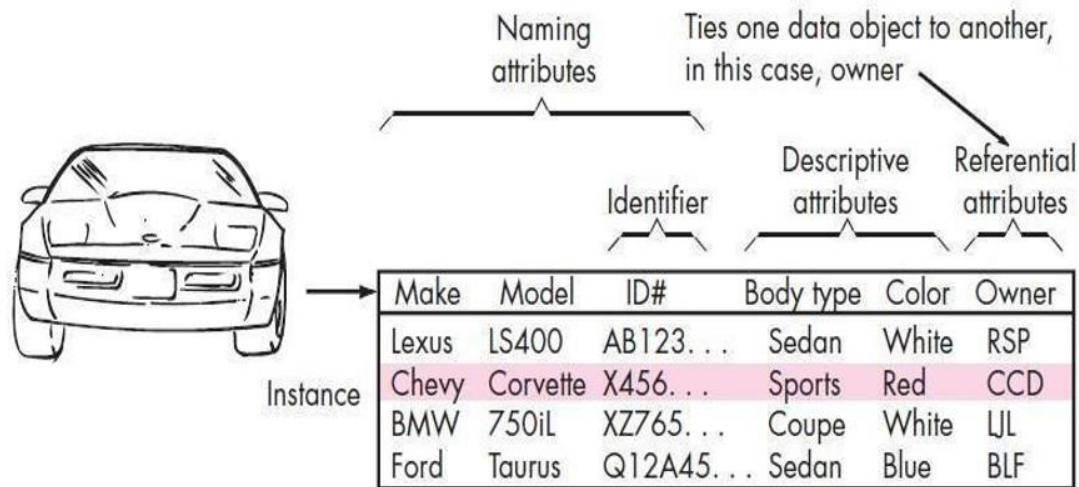 Naming
attributes
Ties one data object to another,
in this case, owner
Identifier
Descriptive
attributes
Referential
attributes
Make Model ID# Body type Color Owner
Lexus LS400 AB123. . . Sedan White RSP
Instance
Chevy Corvette X456. . . Sports Red CCD
BMW 750iL XZ765. . . Coupe White LJL
Ford Taurus Q12A45. . . Sedan Blue BLF